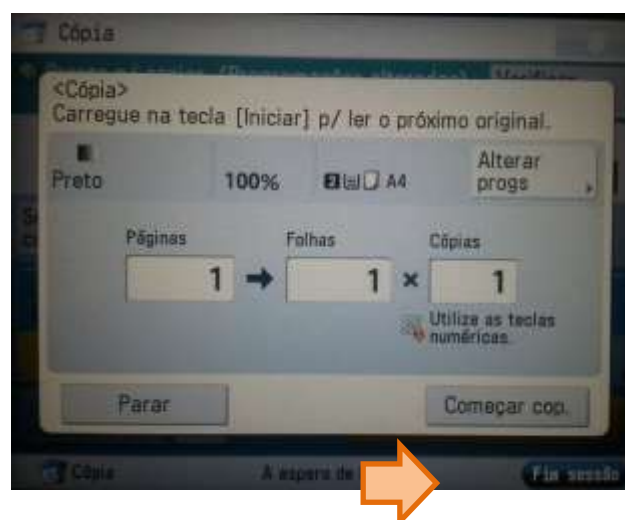 Cópia
<Cópia>
Carregue na tecla [Iniciar] p/ ler o próximo original.
Preto
100%
2 A4
Alterar
progs
Páginas
Folhas
Cópias
1
1
×
1
Utilize as teclas
numéricas.
Parar
Começar cop.
Cópia
A espera de
Fim sessão